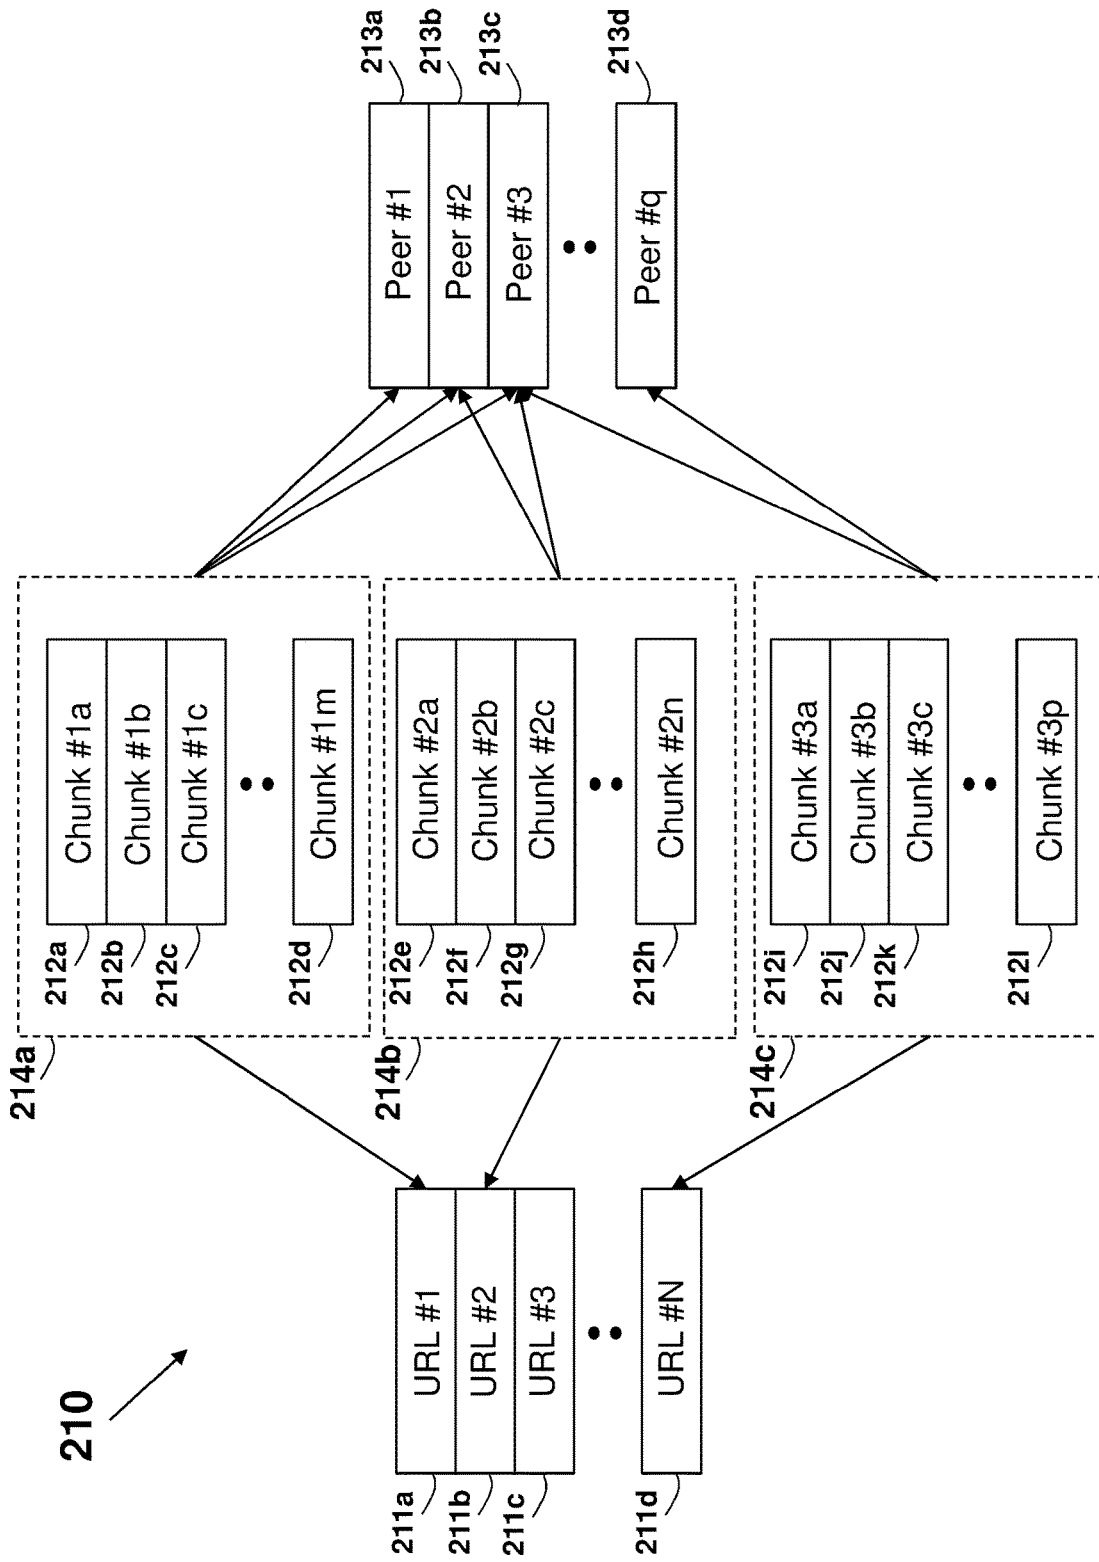 210
211a
URL #1
211b
URL #2
211c
URL #3
211d
URL #N
214a
212a
Chunk #1a
212b
Chunk #1b
212c
Chunk #1c
212d
Chunk #1m
214b
212e
Chunk #2a
212f
Chunk #2b
212g
Chunk #2c
212h
Chunk #2n
214c
212i
Chunk #3a
212j
Chunk #3b
212k
Chunk #3c
212l
Chunk #3p
Peer #1
213a
Peer #2
213b
Peer #3
213c
Peer #q
213d